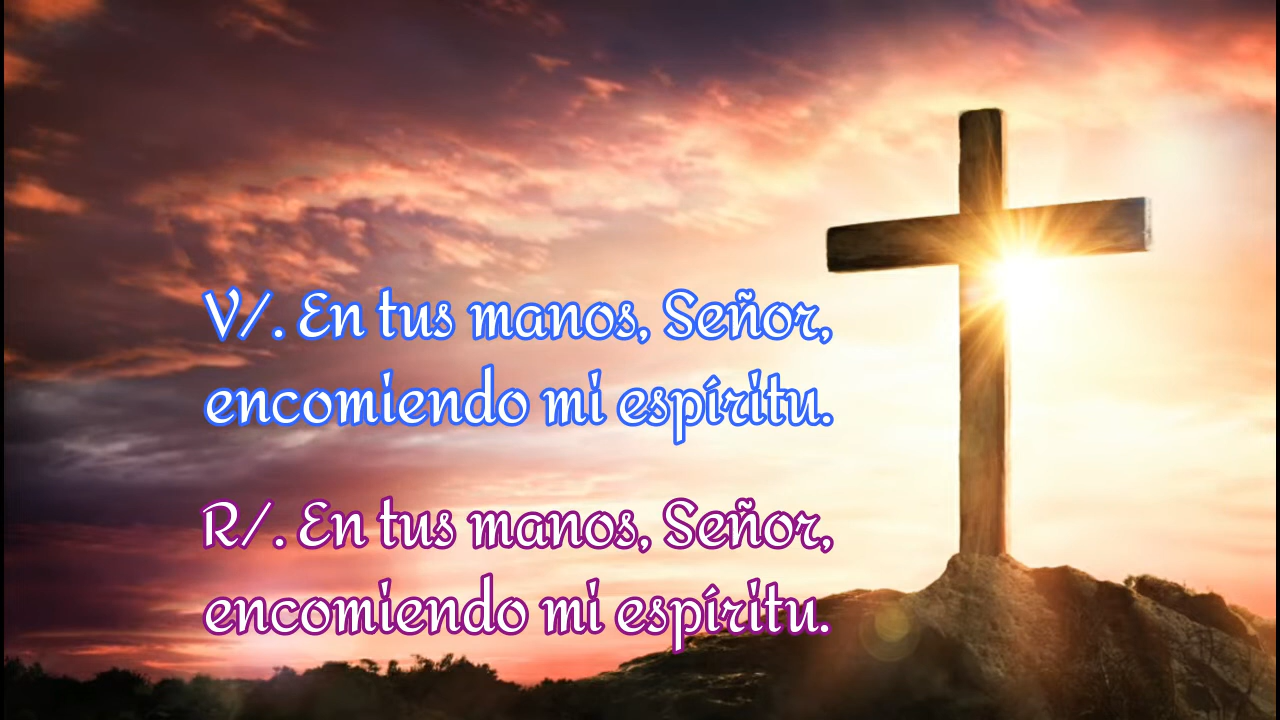 V/. En tus manos, Señor,
encomiendo mi espíritu.
R/. En tus manos, Señor,
encomiendo mi espíritu.